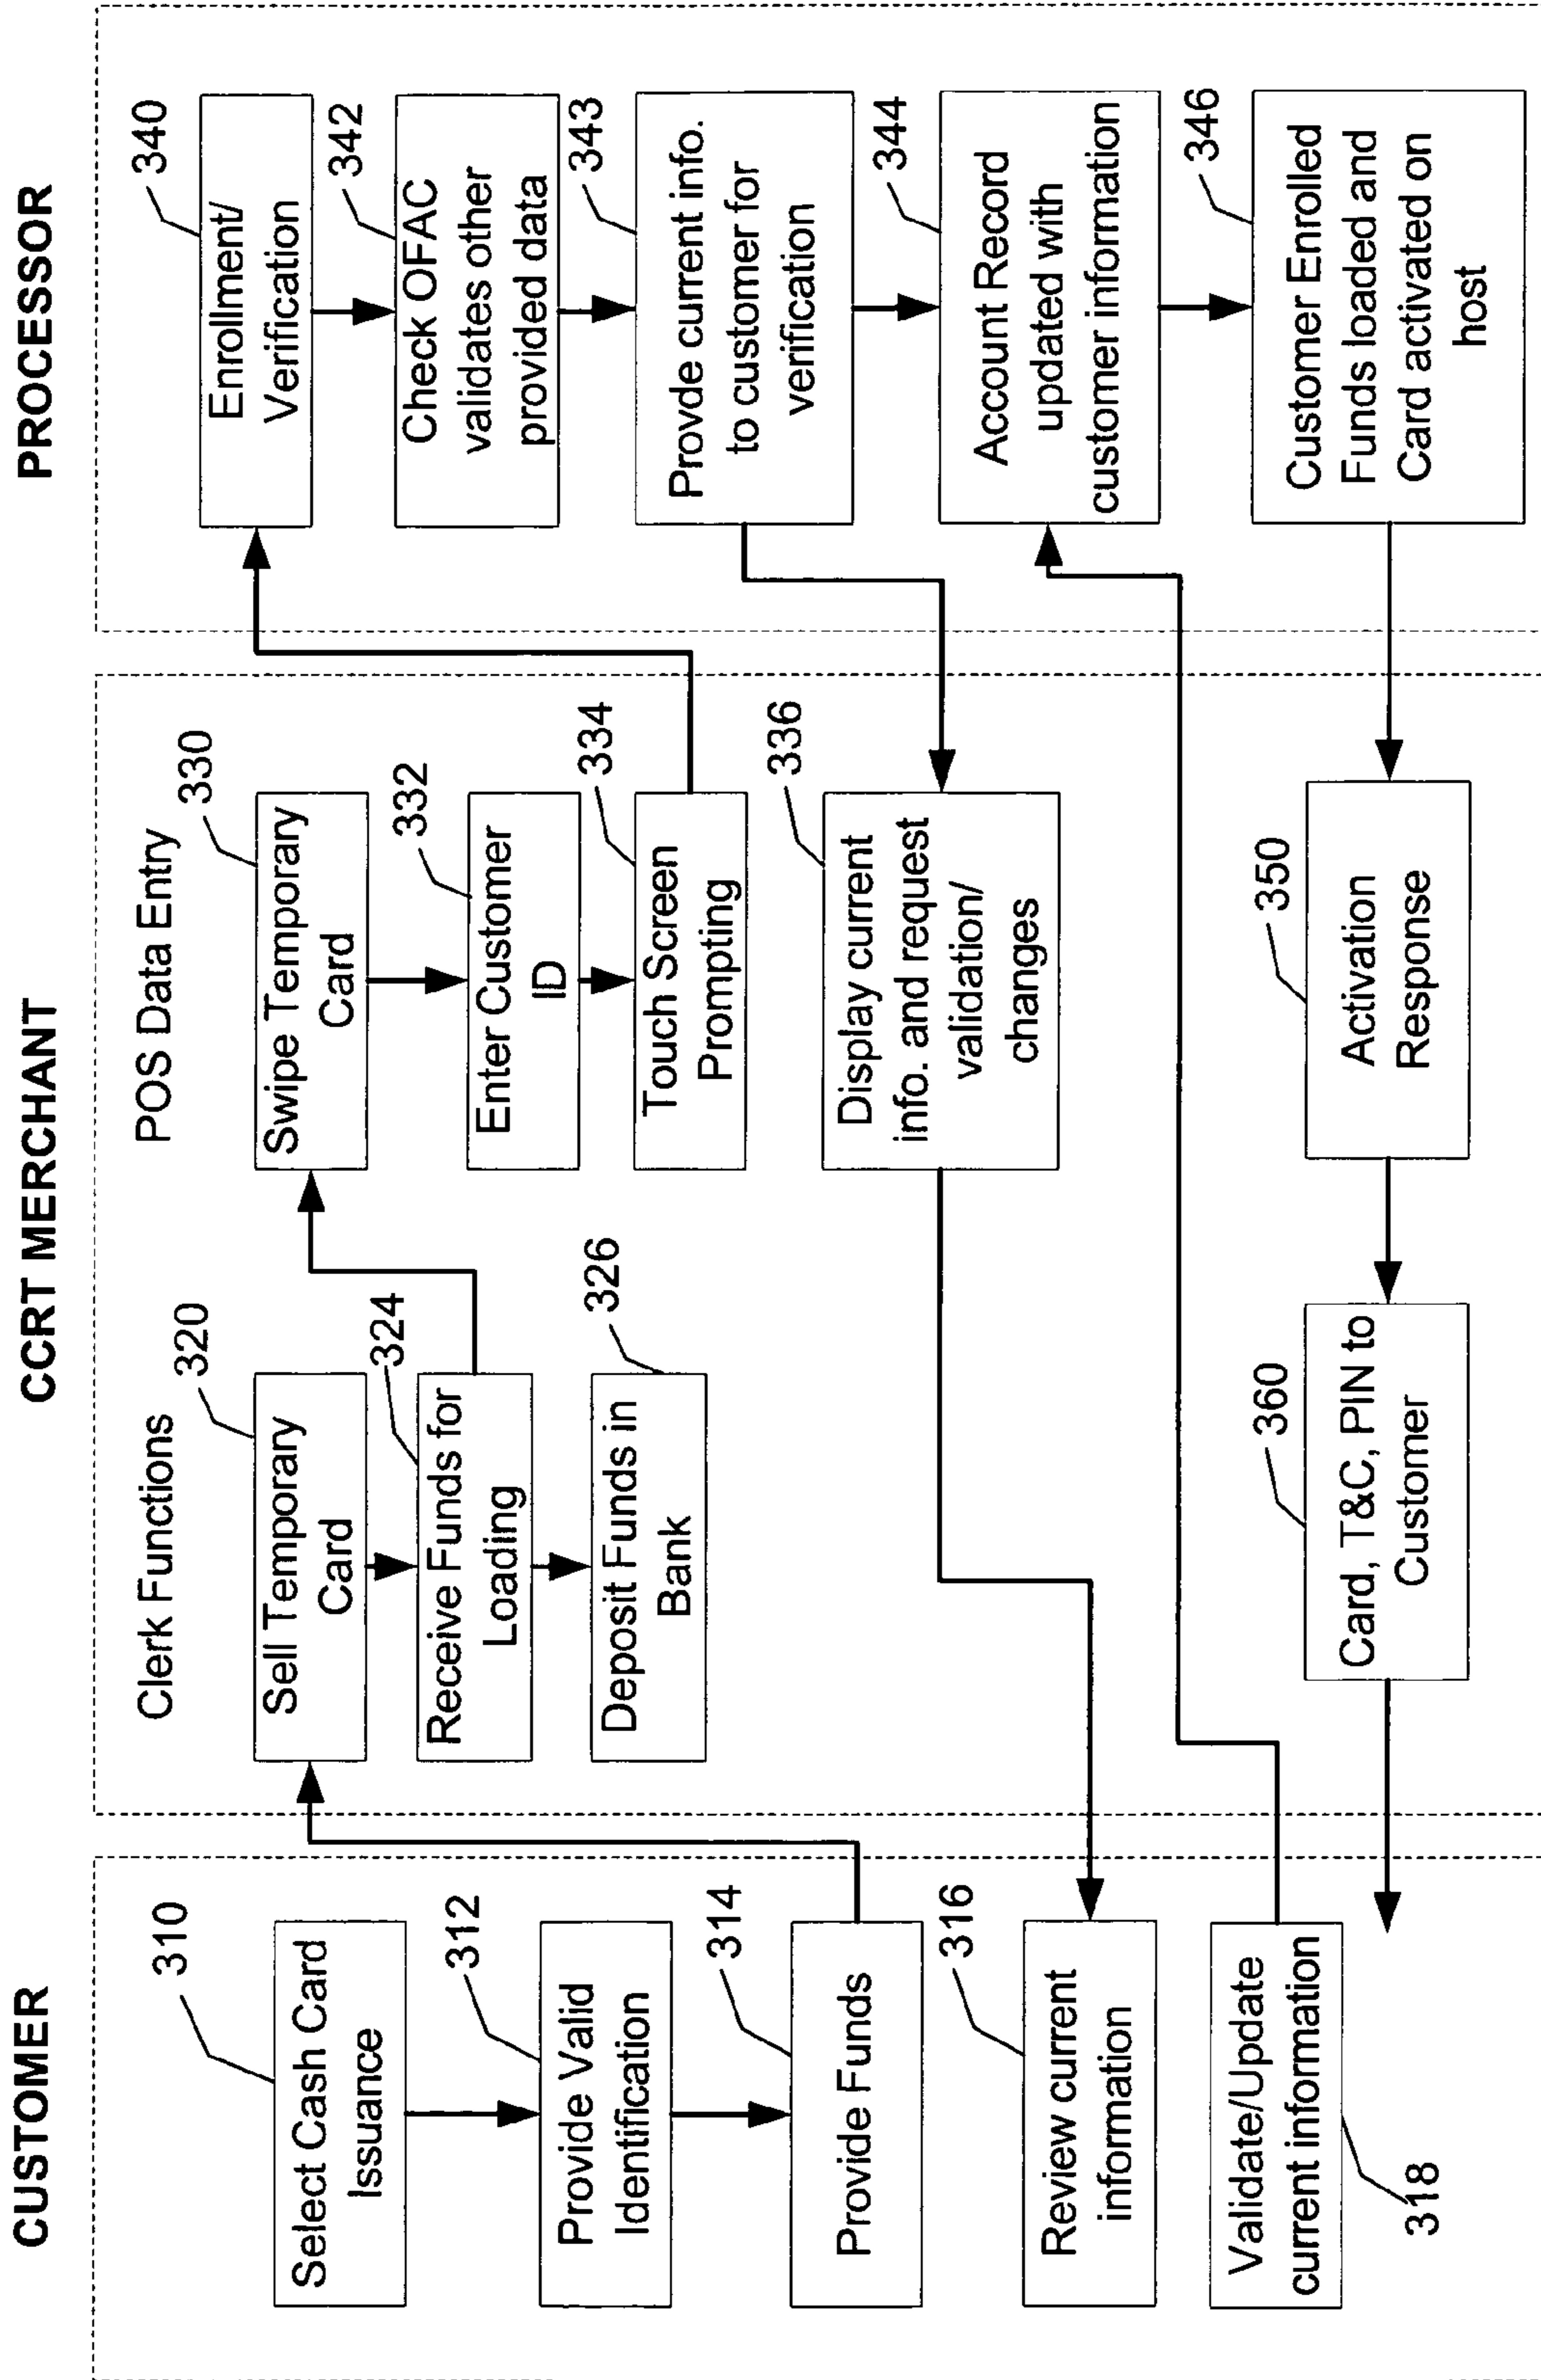 CUSTOMER
310
Select Cash Card
Issuance
312
Provide Valid
Identification
314
Provide Funds
316
Review current
information
Validate/Update
current information
318
CCRT MERCHANT
Clerk Functions
320
Sell Temporary
Card
324
Receive Funds for
Loading
326
Deposit Funds in
Bank
POS Data Entry
330
Swipe Temporary
Card
332
Enter Customer
ID
334
Touch Screen
Prompting
336
Display current
info. and request
validation/
changes
350
Activation
Response
360
Card, T&C, PIN to
Customer
PROCESSOR
340
Enrollment/
Verification
342
Check OFAC
validates other
provided data
343
Provde current info.
to customer for
verification
344
Account Record
updated with
customer information
346
Customer Enrolled
Funds loaded and
Card activated on
host